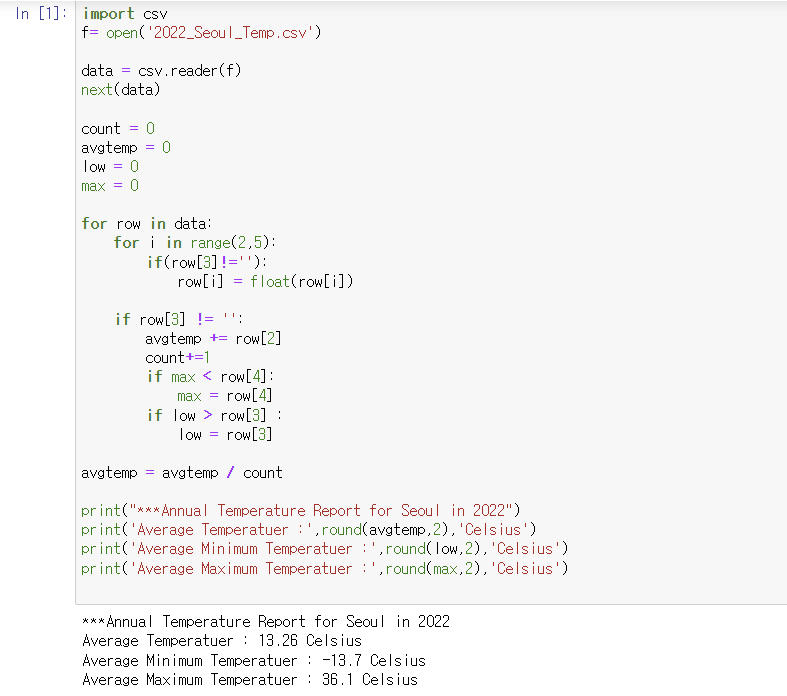 In [1]:
import csv
f= open('2022_Seoul_Temp.csv')
data = csv.reader(f)
next(data)
count = 0
avgtemp = 0
low = 0
max = 0
for row in data:
    for i in range(2,5):
        if(row[3]!=''):
            row[i] = float(row[i])
    if row[3] != '':
        avgtemp += row[2]
        count+=1
        if max < row[4]:
            max = row[4]
        if low > row[3] :
            low = row[3]
avgtemp = avgtemp / count
print("***Annual Temperature Report for Seoul in 2022")
print('Average Temperatuer :',round(avgtemp,2),'Celsius')
print('Average Minimum Temperatuer :',round(low,2),'Celsius')
print('Average Maximum Temperatuer :',round(max,2),'Celsius')
***Annual Temperature Report for Seoul in 2022
Average Temperatuer : 13.26 Celsius
Average Minimum Temperatuer : -13.7 Celsius
Average Maximum Temperatuer : 36.1 Celsius